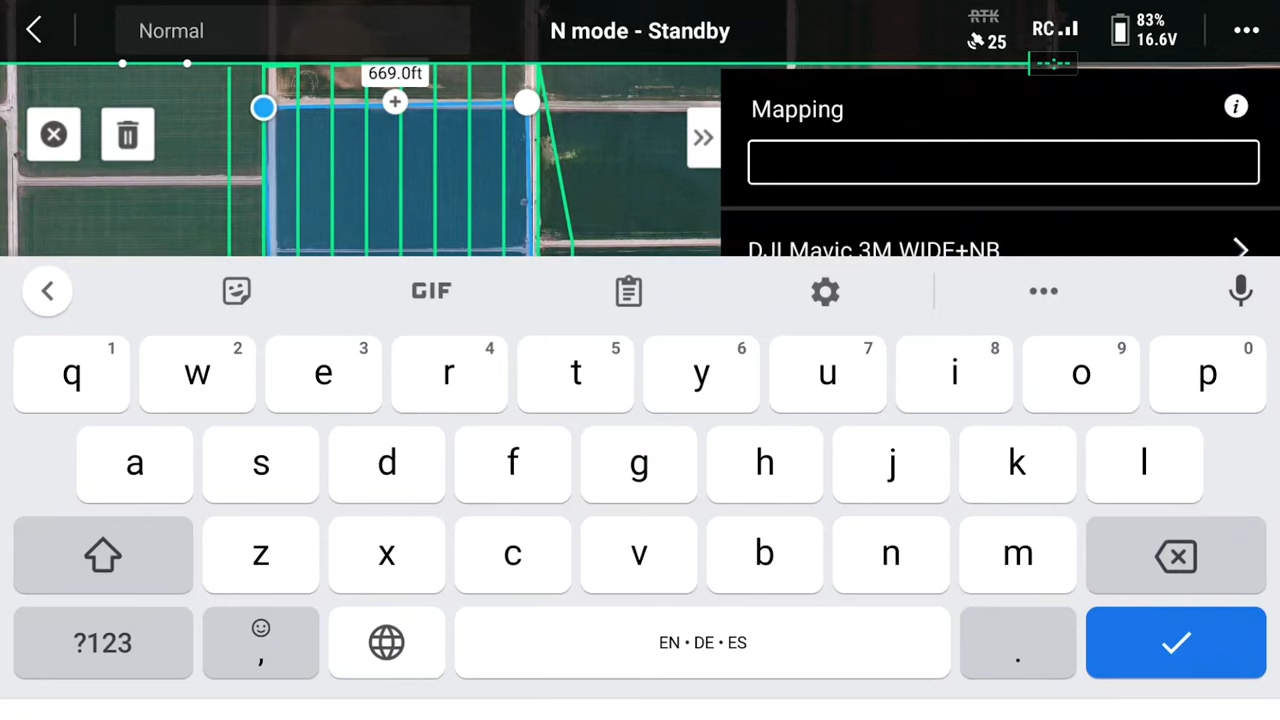 Normal
N mode - Standby
RTK
25
RC
83%
16.6V
669.0ft
Mapping
DJI Mavic 3M WIDE+NB
GIF
q 1 w 2 e 3 r 4 t 5 y 6 u 7 i 8 o 9 p 0
a s d f g h j k l
z x c v b n m
?123 , EN • DE • ES .